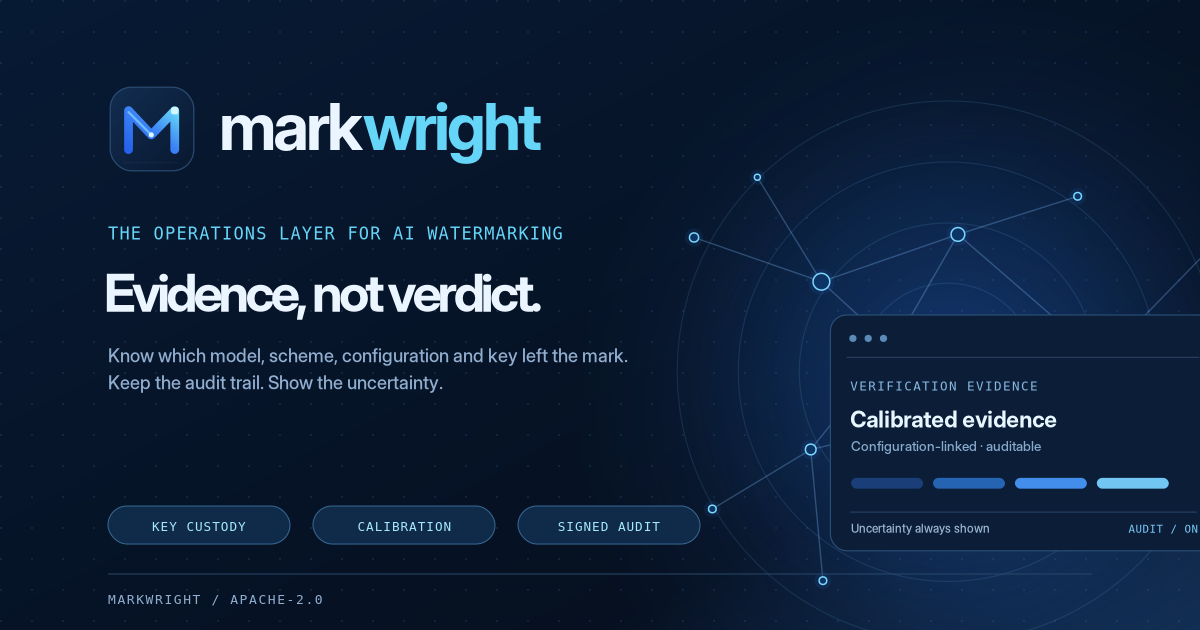 markwright
THE OPERATIONS LAYER FOR AI WATERMARKING
Evidence, not verdict.
Know which model, scheme, configuration and key left the mark.
Keep the audit trail. Show the uncertainty.
VERIFICATION EVIDENCE
Calibrated evidence
Configuration-linked · auditable
Uncertainty always shown
AUDIT / ON
KEY CUSTODY
CALIBRATION
SIGNED AUDIT
MARKWRIGHT / APACHE-2.0